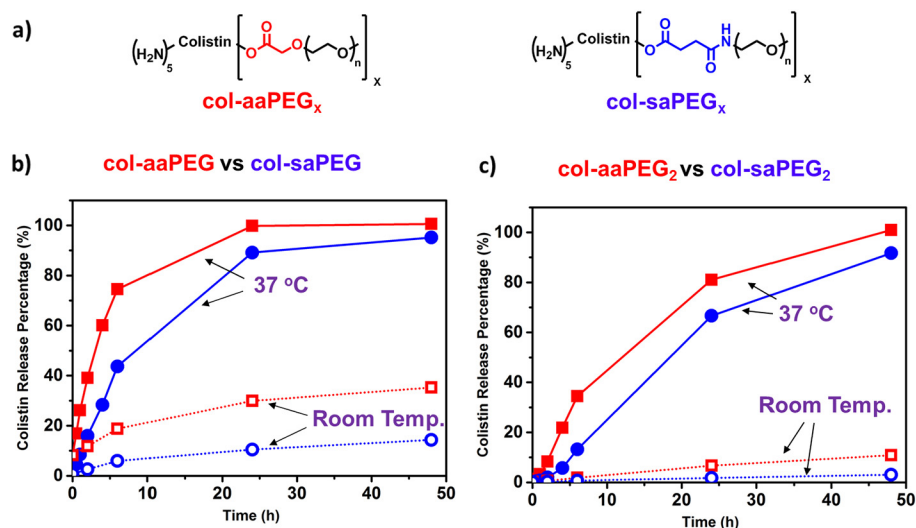 a)
(H₂N)₅ Colistin O O O O n x
col-aaPEGₓ
(H₂N)₅ Colistin O O O H N O n x
col-saPEGₓ
b)
col-aaPEG vs col-saPEG
Colistin Release Percentage (%)
100
80
60
40
20
0
37 ᵒC
Room Temp.
0 10 20 30 40 50
Time (h)
c)
col-aaPEG₂ vs col-saPEG₂
Colistin Release Percentage (%)
100
80
60
40
20
0
37 ᵒC
Room Temp.
0 10 20 30 40 50
Time (h)